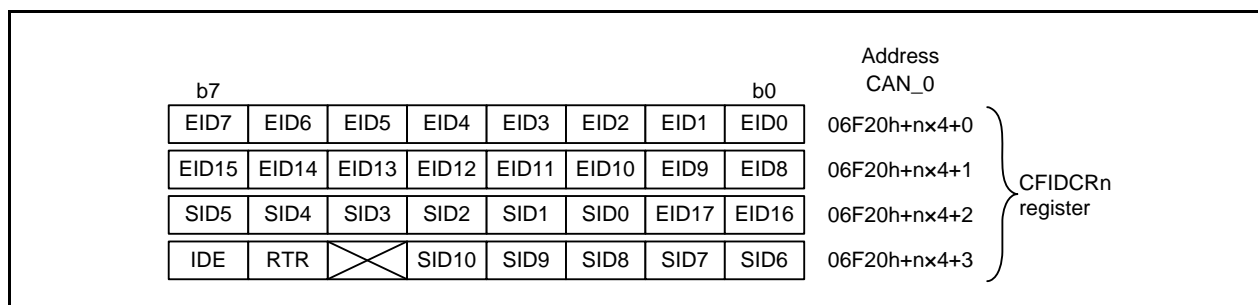 Address
CAN_0
b7 b0
EID7 EID6 EID5 EID4 EID3 EID2 EID1 EID0 06F20h+n×4+0
EID15 EID14 EID13 EID12 EID11 EID10 EID9 EID8 06F20h+n×4+1
SID5 SID4 SID3 SID2 SID1 SID0 EID17 EID16 06F20h+n×4+2
IDE RTR SID10 SID9 SID8 SID7 SID6 06F20h+n×4+3
CFIDCRn
register